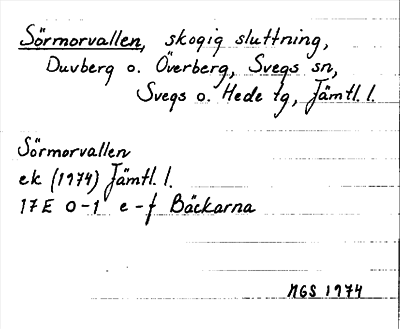 Sörmorvallen, skogig sluttning,
Duvberg o. Överberg, Svegs sn,
Svegs o. Hede tg, Jämtl. l.
Sörmorvallen
ek (1974) Jämtl. l.
17E 0-1 e-f Bäckarna
NGS 1974